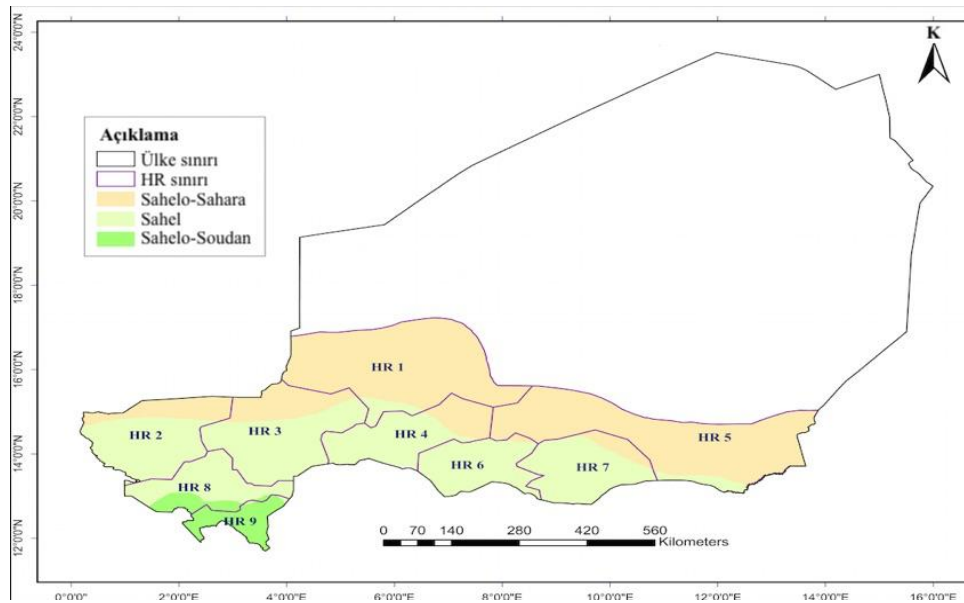 K
Açıklama
Ülke sınırı
HR sınırı
Sahelo-Sahara
Sahel
Sahelo-Soudan
HR 1
HR 2
HR 3
HR 4
HR 5
HR 6
HR 7
HR 8
HR 9
0 70 140 280 420 560
Kilometers
24°0'0"N
22°0'0"N
20°0'0"N
18°0'0"N
16°0'0"N
14°0'0"N
12°0'0"N
0°0'0" 2°0'0"E 4°0'0"E 6°0'0"E 8°0'0"E 10°0'0"E 12°0'0"E 14°0'0"E 16°0'0"E